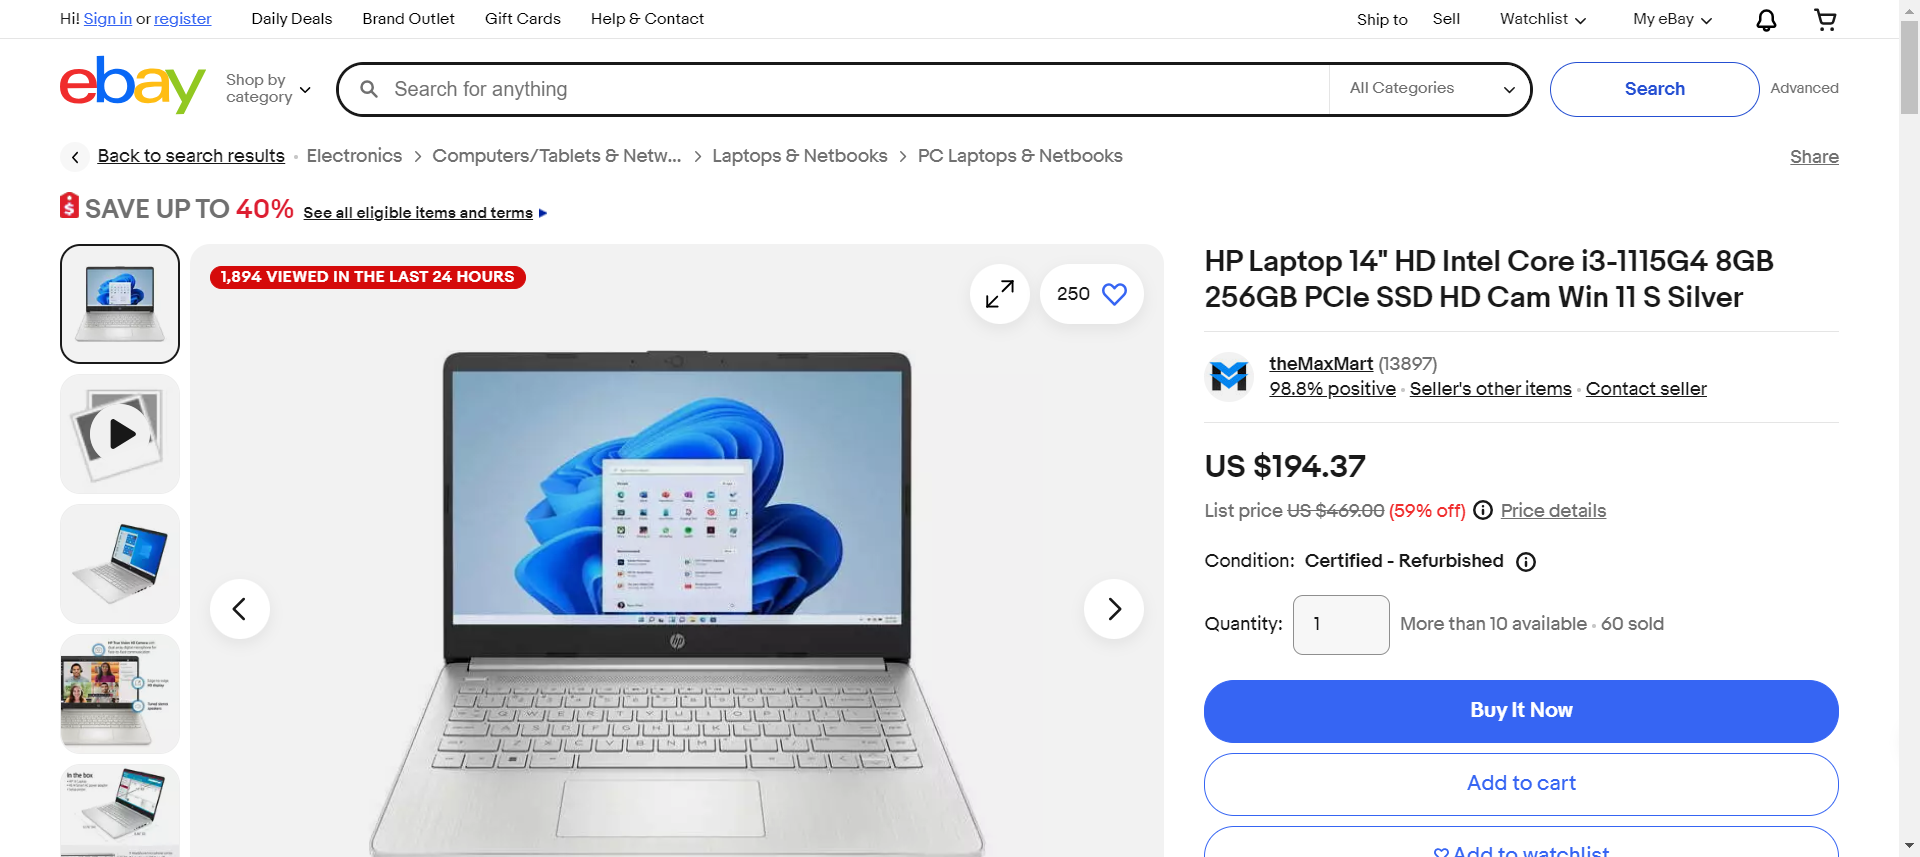 Hi! Sign in or register
Daily Deals
Brand Outlet
Gift Cards
Help & Contact
Ship to
Sell
Watchlist
My eBay
ebay
Shop by
category
Search for anything
All Categories
Search
Advanced
Back to search results
Electronics
Computers/Tablets & Netw...
Laptops & Netbooks
PC Laptops & Netbooks
Share
SAVE UP TO 40% See all eligible items and terms
1,894 VIEWED IN THE LAST 24 HOURS
250
HP Laptop 14" HD Intel Core i3-1115G4 8GB
256GB PCIe SSD HD Cam Win 11 S Silver
theMaxMart (13897)
98.8% positive · Seller's other items · Contact seller
US $194.37
List price US $469.00 (59% off) Price details
Condition: Certified - Refurbished
Quantity: 1 More than 10 available · 60 sold
Buy It Now
Add to cart
Add to watchlist
hp
In the box